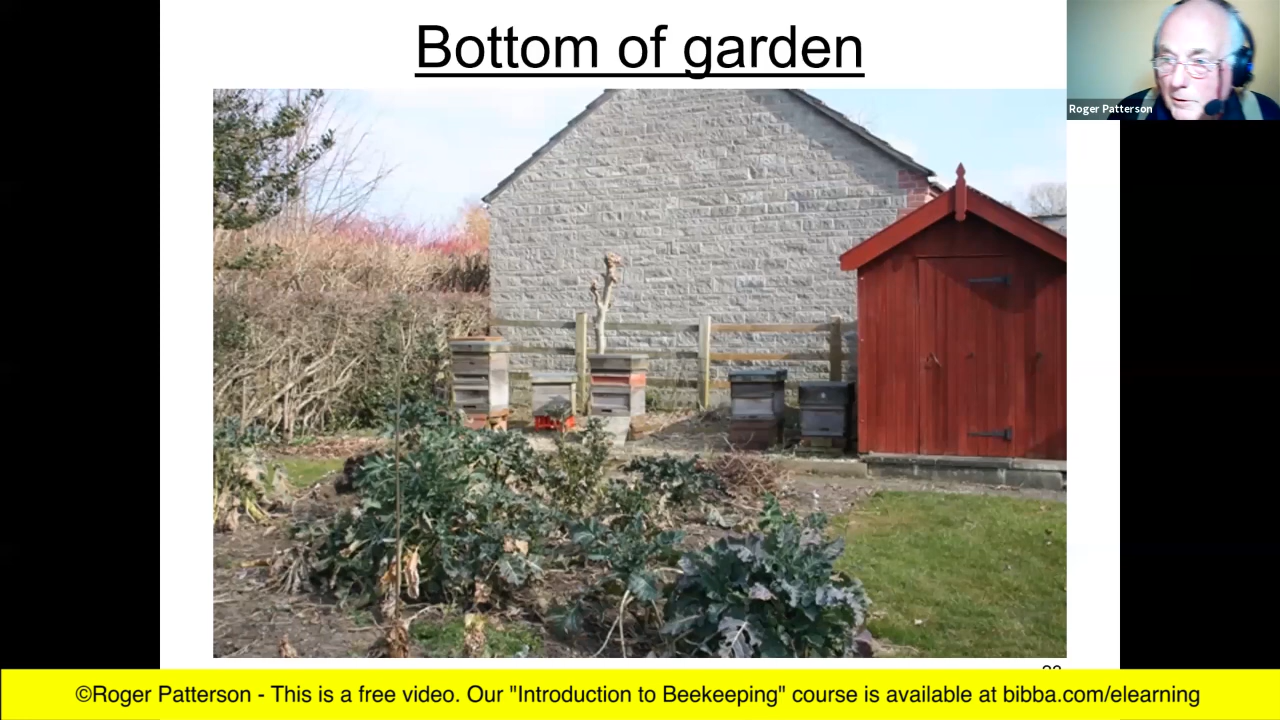 Bottom of garden
Roger Patterson
©Roger Patterson - This is a free video. Our "Introduction to Beekeeping" course is available at bibba.com/elearning